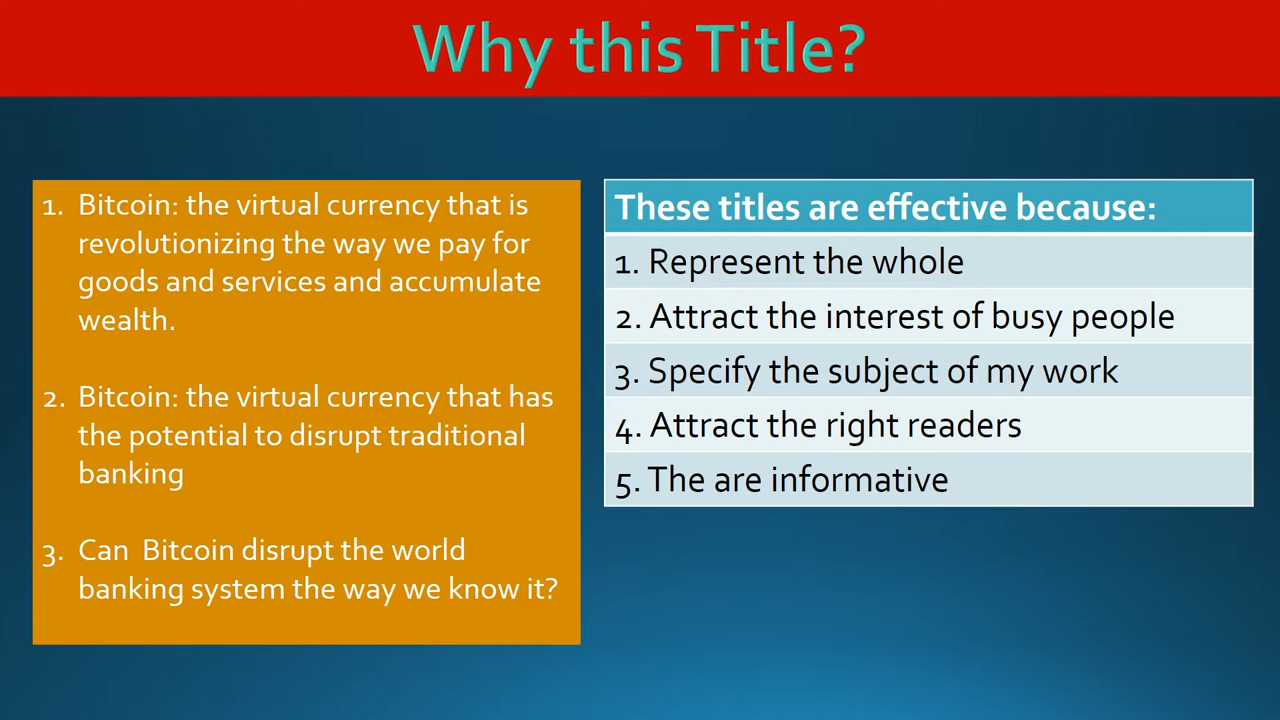 Why this Title?
1. Bitcoin: the virtual currency that is
revolutionizing the way we pay for
goods and services and accumulate
wealth.
2. Bitcoin: the virtual currency that has
the potential to disrupt traditional
banking
3. Can  Bitcoin disrupt the world
banking system the way we know it?
These titles are effective because:
1. Represent the whole
2. Attract the interest of busy people
3. Specify the subject of my work
4. Attract the right readers
5. The are informative